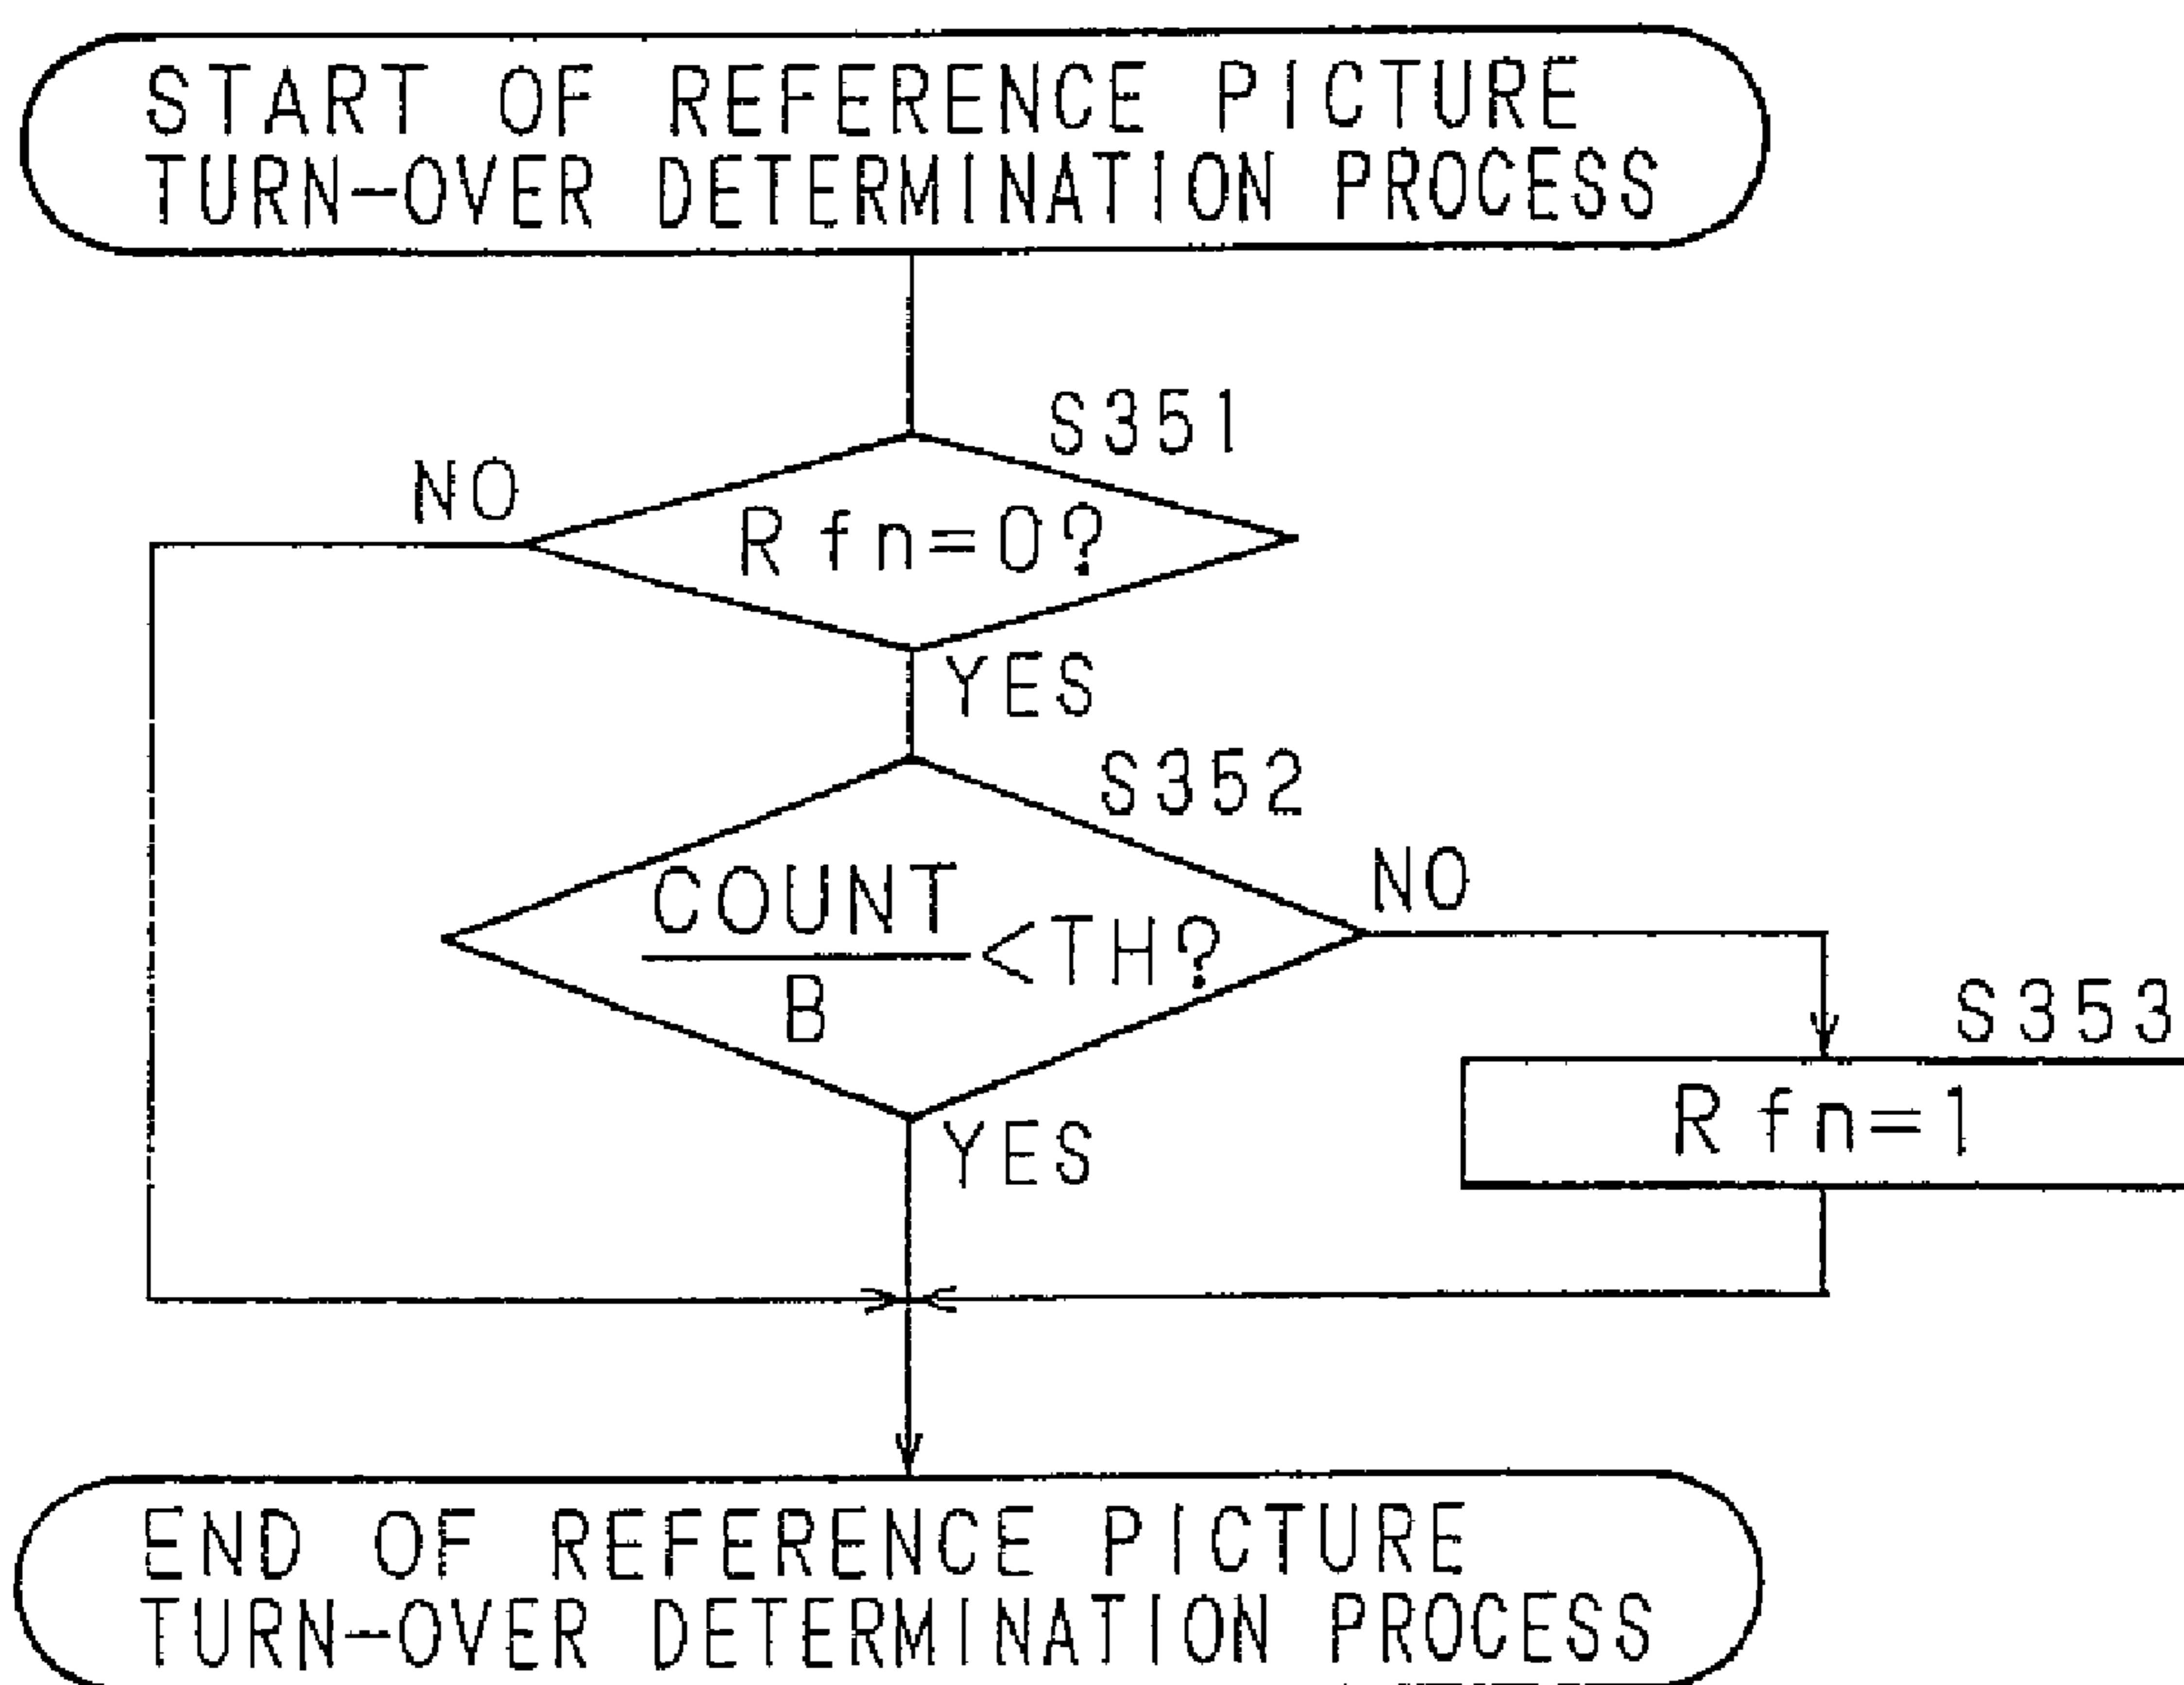 START OF REFERENCE PICTURE
TURN-OVER DETERMINATION PROCESS
S351
NO
Rfn=0?
YES
S352
COUNT
B
<TH?
NO
S353
Rfn=1
YES
END OF REFERENCE PICTURE
TURN-OVER DETERMINATION PROCESS